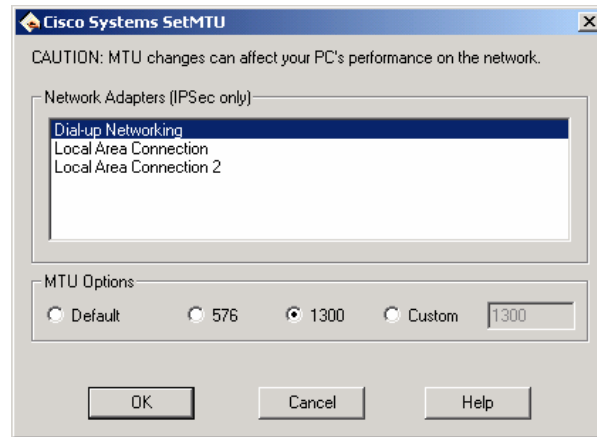 Cisco Systems SetMTU
CAUTION: MTU changes can affect your PC's performance on the network.
Network Adapters (IPSec only)
Dial-up Networking
Local Area Connection
Local Area Connection 2
MTU Options
Default 576 1300 Custom 1300
OK Cancel Help